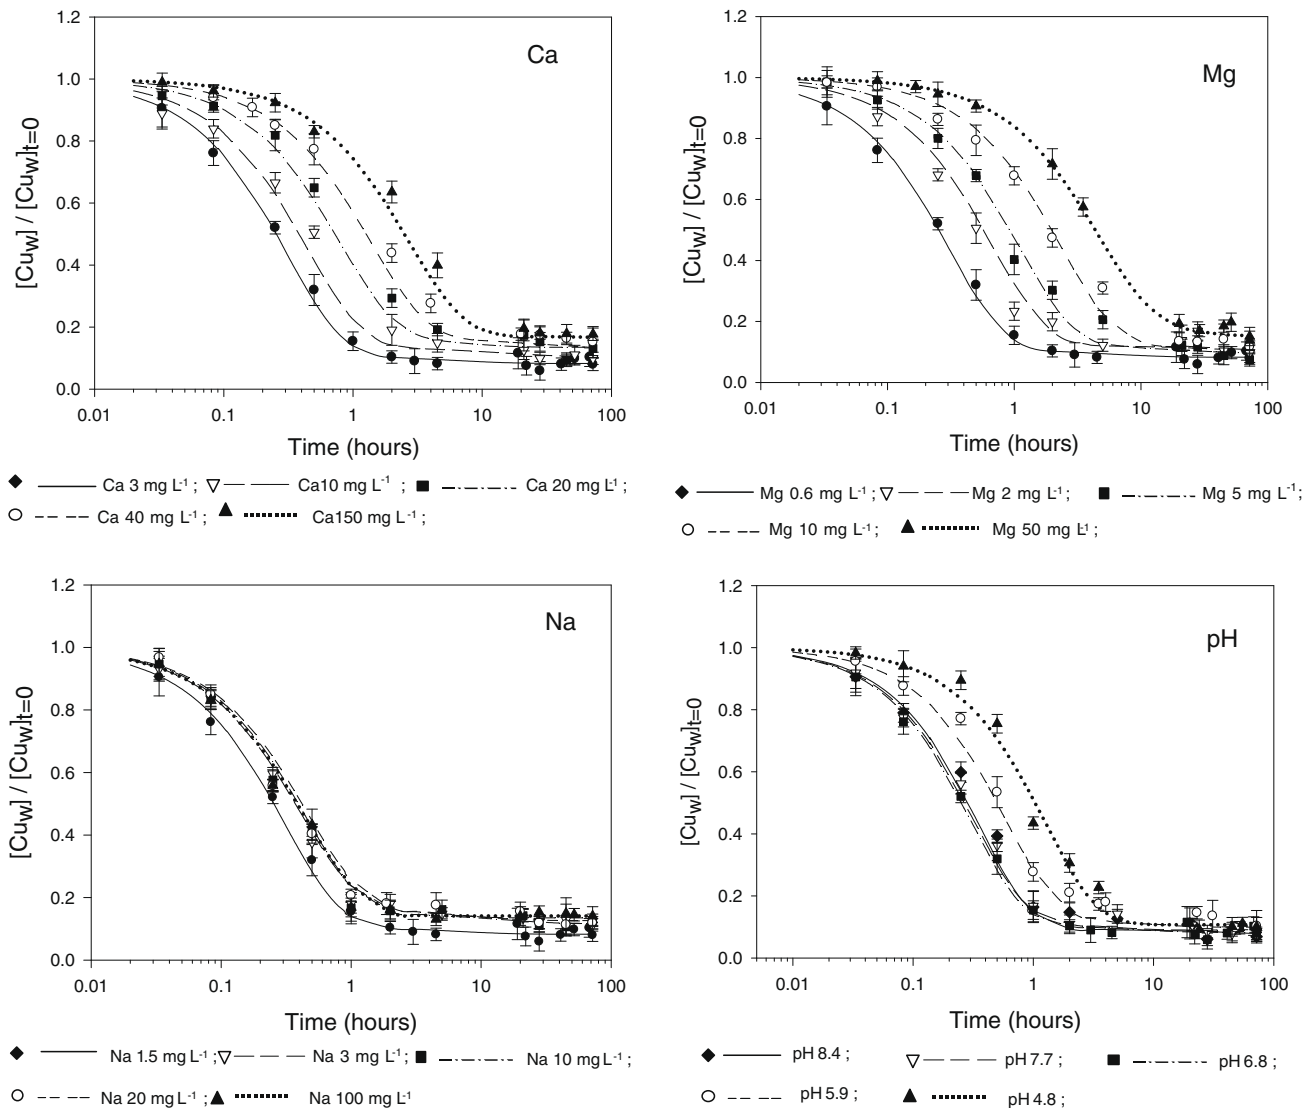 Ca
1.2
1.0
0.8
0.6
0.4
0.2
0.0
[Cuw] / [Cuw]t=0
0.01
0.1
1
10
100
Time (hours)
Ca 3 mg L-1 ; Ca10 mg L-1 ; Ca 20 mg L-1 ;
Ca 40 mg L-1 ; Ca150 mg L-1 ;
Mg
1.2
1.0
0.8
0.6
0.4
0.2
0.0
[Cuw] / [Cuw]t=0
0.01
0.1
1
10
100
Time (hours)
Mg 0.6 mg L-1 ; Mg 2 mg L-1 ; Mg 5 mg L-1 ;
Mg 10 mg L-1 ; Mg 50 mg L-1 ;
Na
1.2
1.0
0.8
0.6
0.4
0.2
0.0
[Cuw] / [Cuw]t=0
0.01
0.1
1
10
100
Time (hours)
Na 1.5 mg L-1 ; Na 3 mg L-1 ; Na 10 mg L-1 ;
Na 20 mg L-1 ; Na 100 mg L-1
pH
1.2
1.0
0.8
0.6
0.4
0.2
0.0
[Cuw] / [Cuw]t=0
0.01
0.1
1
10
100
Time (hours)
pH 8.4 ; pH 7.7 ; pH 6.8 ;
pH 5.9 ; pH 4.8 ;